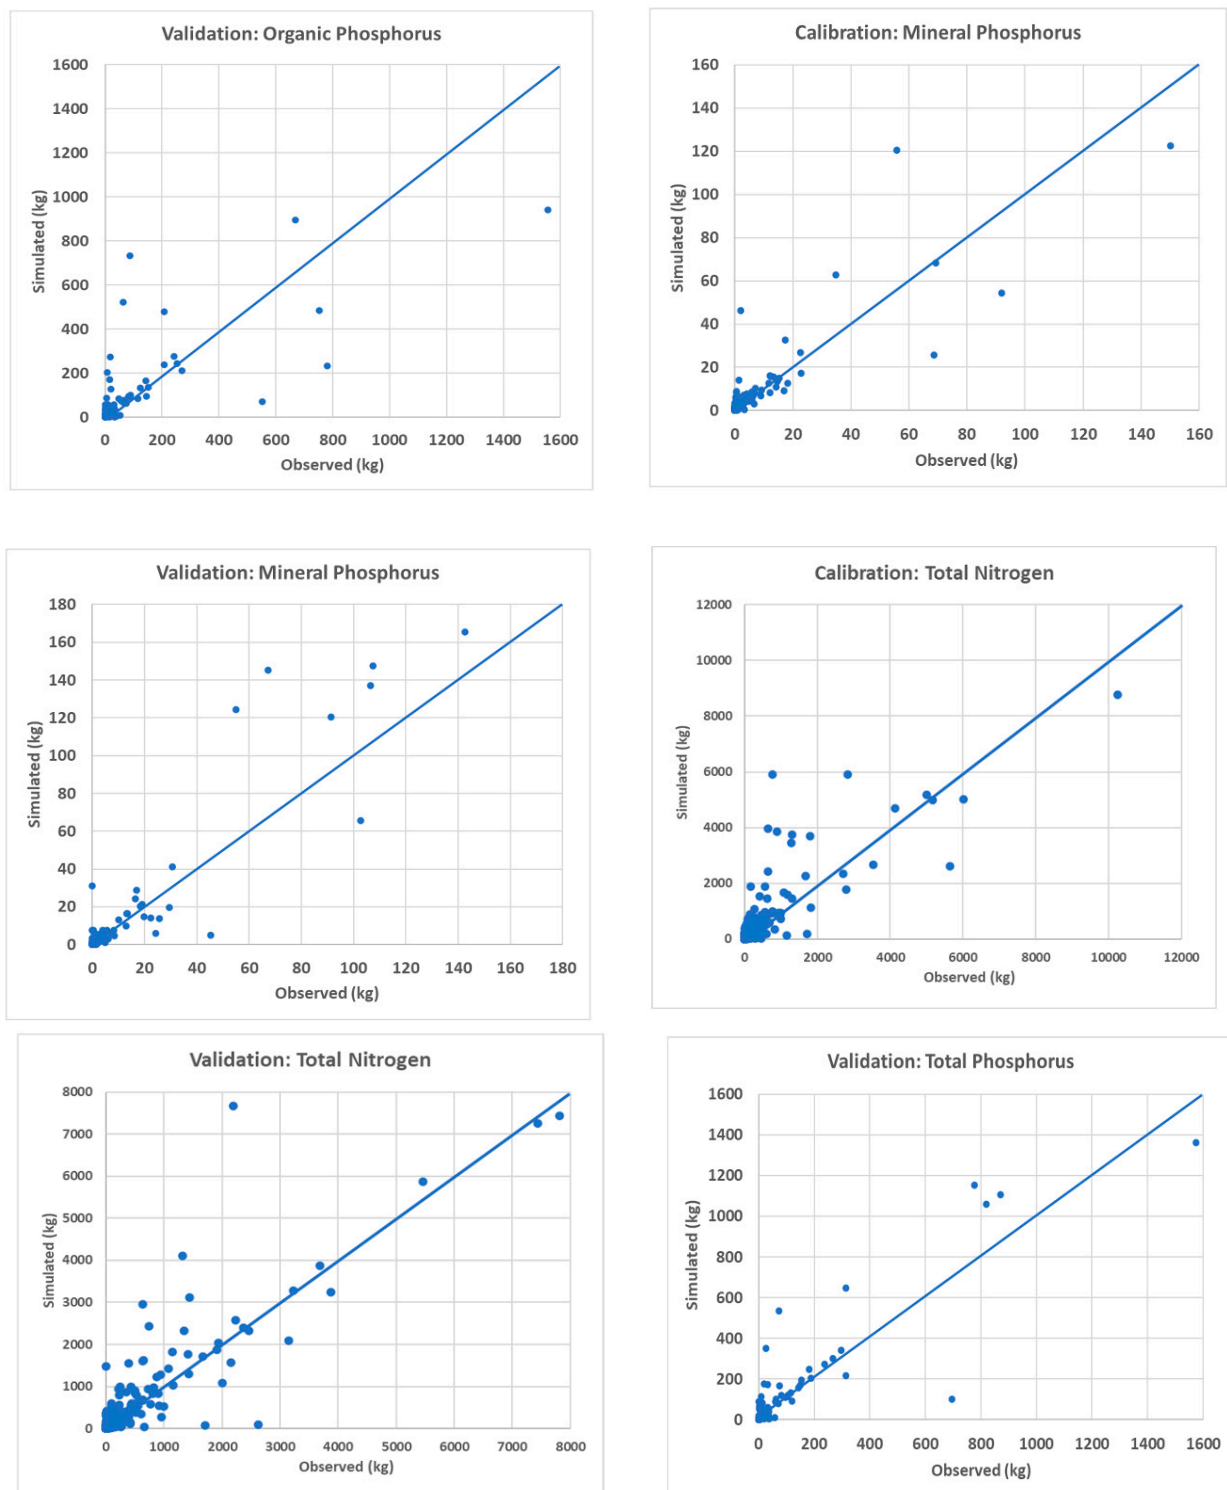 Validation: Organic Phosphorus
1600
1400
1200
1000
800
600
400
200
0
Simulated (kg)
0 200 400 600 800 1000 1200 1400 1600
Observed (kg)
Calibration: Mineral Phosphorus
160
140
120
100
80
60
40
20
0
Simulated (kg)
0 20 40 60 80 100 120 140 160
Observed (kg)
Validation: Mineral Phosphorus
180
160
140
120
100
80
60
40
20
0
Simulated (kg)
0 20 40 60 80 100 120 140 160 180
Observed (kg)
Calibration: Total Nitrogen
12000
10000
8000
6000
4000
2000
0
Simulated (kg)
0 2000 4000 6000 8000 10000 12000
Observed (kg)
Validation: Total Nitrogen
8000
7000
6000
5000
4000
3000
2000
1000
0
Simulated (kg)
0 1000 2000 3000 4000 5000 6000 7000 8000
Observed (kg)
Validation: Total Phosphorus
1600
1400
1200
1000
800
600
400
200
0
Simulated (kg)
0 200 400 600 800 1000 1200 1400 1600
Observed (kg)